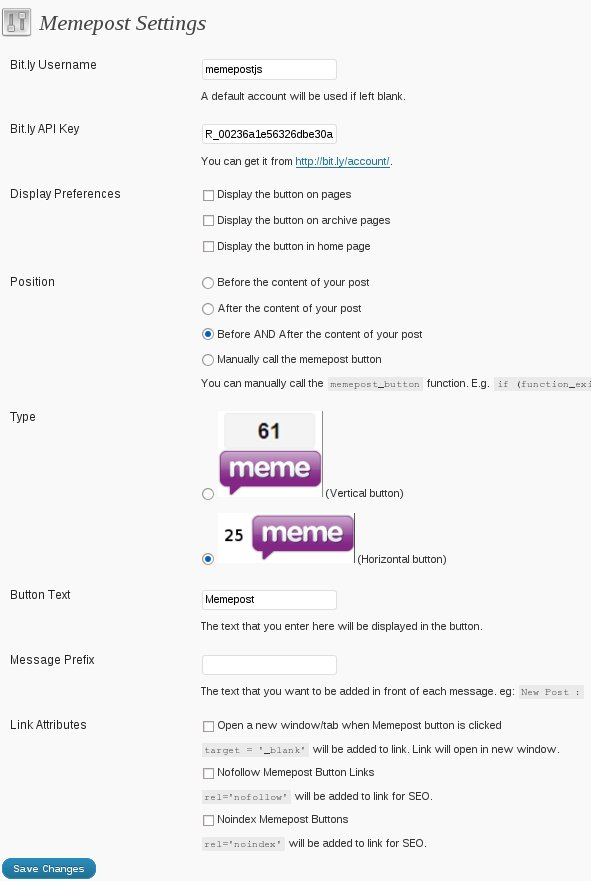 Memepost Settings
Bit.ly Username
memepostjs
A default account will be used if left blank.
Bit.ly API Key
R_00236a1e56326dbe30a
You can get it from http://bit.ly/account/.
Display Preferences
Display the button on pages
Display the button on archive pages
Display the button in home page
Position
Before the content of your post
After the content of your post
Before AND After the content of your post
Manually call the memepost button
You can manually call the memepost_button function. E.g. if (function_exi
Type
61
meme
(Vertical button)
25 meme
(Horizontal button)
Button Text
Memepost
The text that you enter here will be displayed in the button.
Message Prefix
The text that you want to be added in front of each message. eg: New Post :
Link Attributes
Open a new window/tab when Memepost button is clicked
target = '_blank' will be added to link. Link will open in new window.
Nofollow Memepost Button Links
rel='nofollow' will be added to link for SEO.
Noindex Memepost Buttons
rel='noindex' will be added to link for SEO.
Save Changes